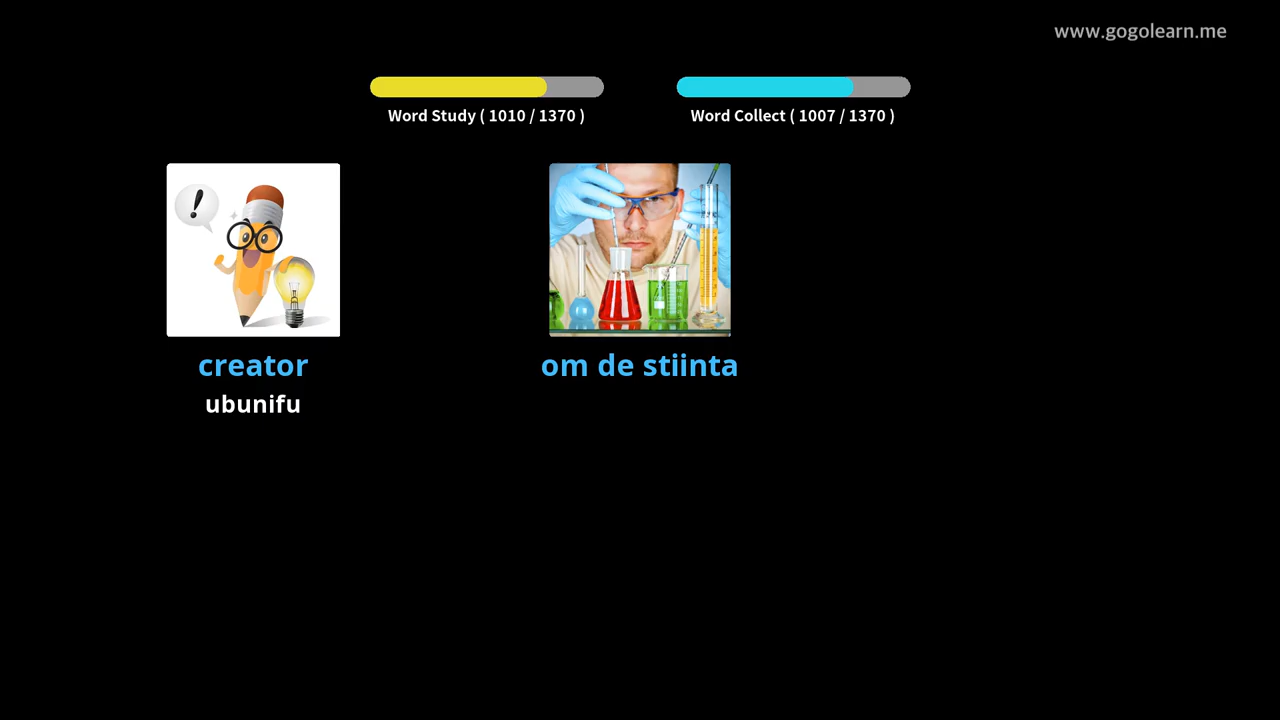 www.gogolearn.me
Word Study ( 1010 / 1370 )
Word Collect ( 1007 / 1370 )
!
creator
om de stiinta
ubunifu